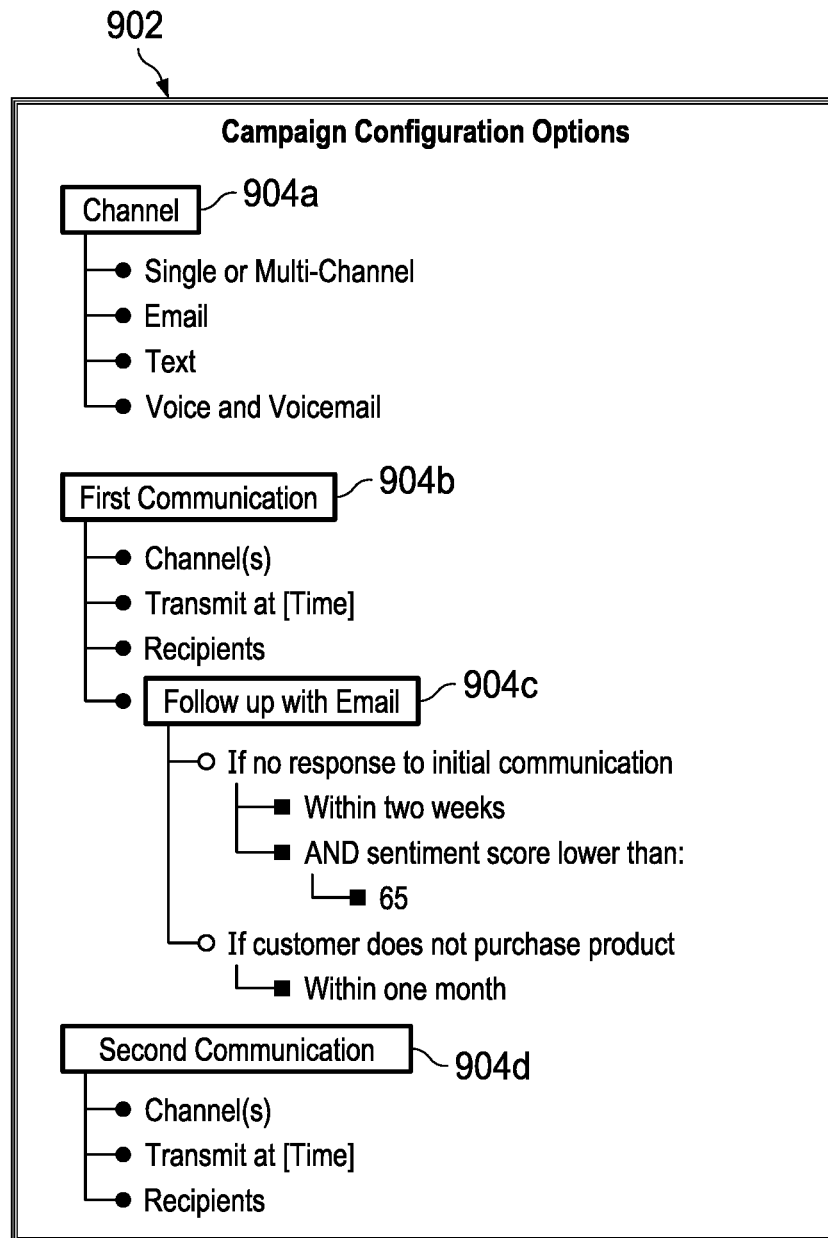 902
Campaign Configuration Options
Channel 904a
Single or Multi-Channel
Email
Text
Voice and Voicemail
First Communication 904b
Channel(s)
Transmit at [Time]
Recipients
Follow up with Email 904c
If no response to initial communication
Within two weeks
AND sentiment score lower than:
65
If customer does not purchase product
Within one month
Second Communication 904d
Channel(s)
Transmit at [Time]
Recipients